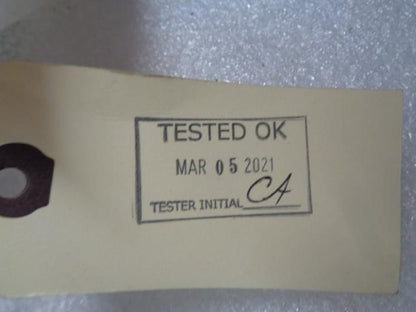 TESTED OK
MAR 05 2021
TESTER INITIAL CA